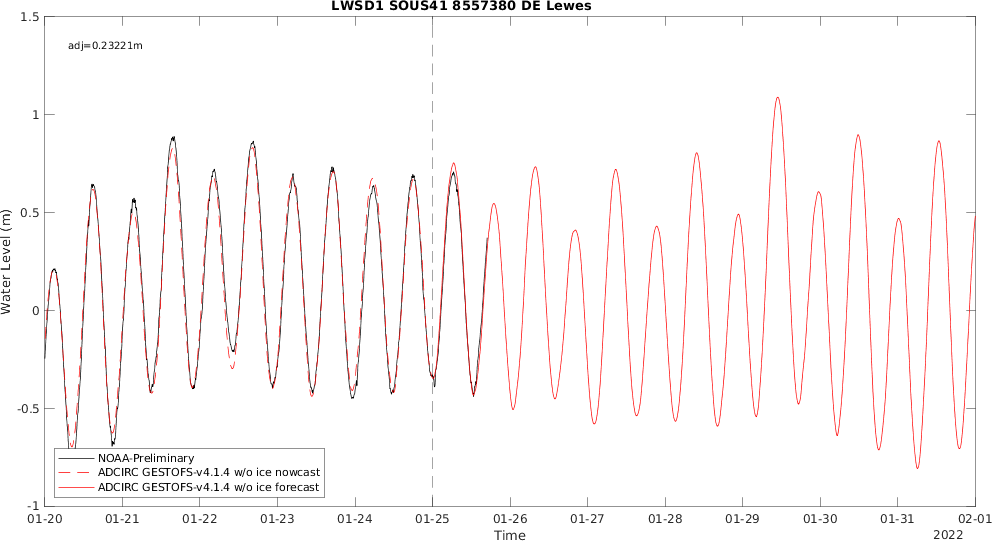 LWSD1 SOUS41 8557380 DE Lewes
adj=0.23221m
Water Level (m)
1.5
1
0.5
0
-0.5
-1
NOAA-Preliminary
ADCIRC GESTOFS-v4.1.4 w/o ice nowcast
ADCIRC GESTOFS-v4.1.4 w/o ice forecast
01-20 01-21 01-22 01-23 01-24 01-25 01-26 01-27 01-28 01-29 01-30 01-31 02-01
Time
2022